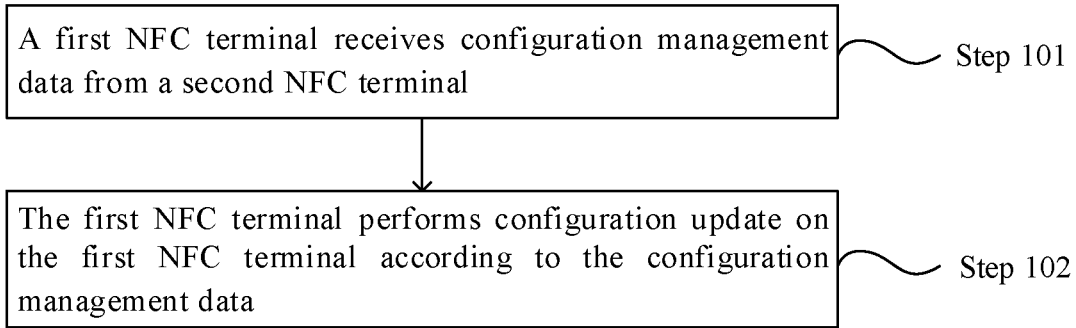 A first NFC terminal receives configuration management
data from a second NFC terminal
Step 101
The first NFC terminal performs configuration update on
the first NFC terminal according to the configuration
management data
Step 102